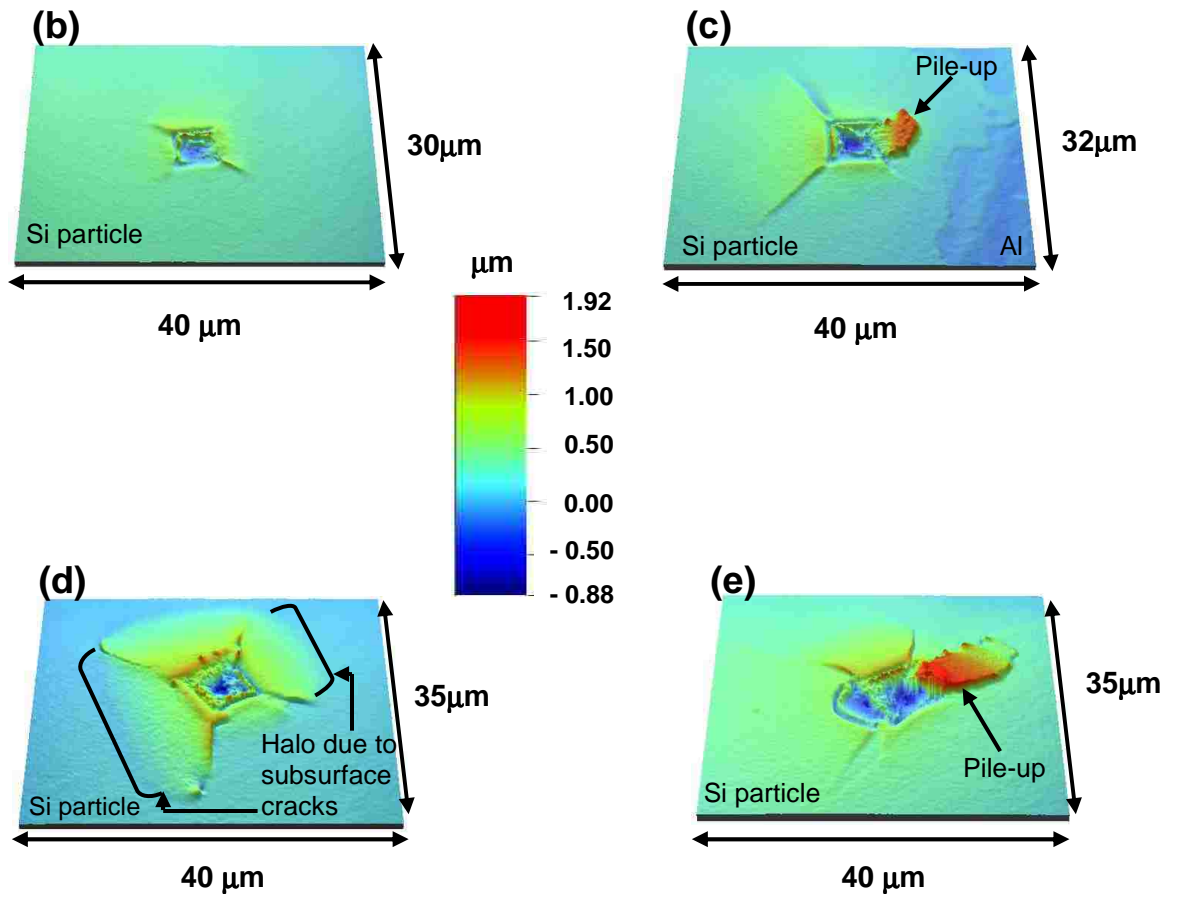 (b)
30μm
Si particle
40 μm
(c)
Pile-up
32μm
Si particle
Al
40 μm
μm
1.92
1.50
1.00
0.50
0.00
- 0.50
- 0.88
(d)
35μm
Halo due to
subsurface
cracks
Si particle
40 μm
(e)
35μm
Pile-up
Si particle
40 μm